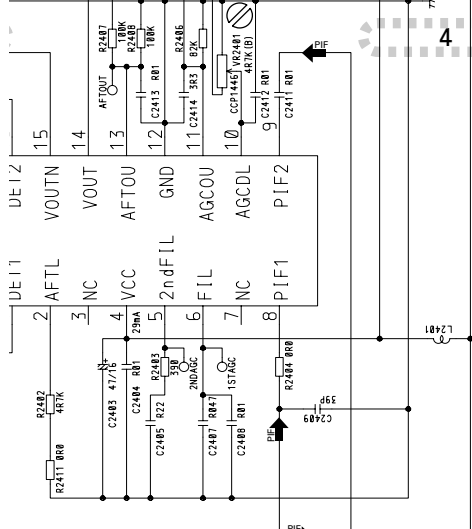 77
4
R2407
100K
R2408
100K
R2406
82K
VR2401
4R7K(B)
CCP1446
PIF
AFTOUT
C2413 R01
C2414 3R3
C2412 R01
C2411 R01
15
14
13
12
11
10
9
DET2
VOUTN
VOUT
AFTOU
GND
AGCOU
AGCDL
PIF2
DET1
AFTL
NC
VCC
2ndFIL
FIL
NC
PIF1
2
3
4
5
6
7
8
29mA
L2401
C2403 47/16
C2404 R01
R2403
390
2NDAGC
1STAGC
R2404 0R0
R2402
4R7K
C2405 R22
C2407 R047
C2408 R01
39P
C2409
PIF
R2411 0R0
PIF